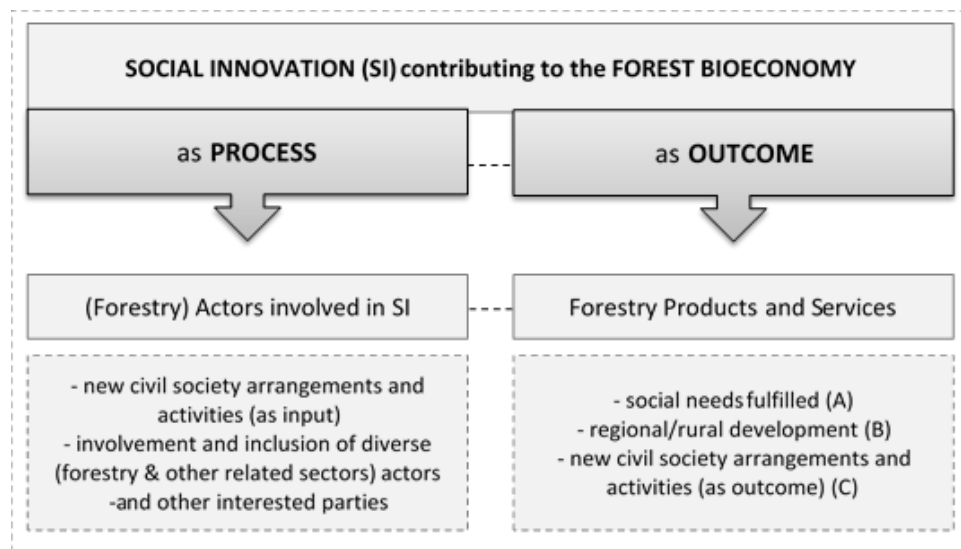 SOCIAL INNOVATION (SI) contributing to the FOREST BIOECONOMY
as PROCESS
as OUTCOME
(Forestry) Actors involved in SI
Forestry Products and Services
- new civil society arrangements and
activities (as input)
- involvement and inclusion of diverse
(forestry & other related sectors) actors
-and other interested parties
- social needs fulfilled (A)
- regional/rural development (B)
- new civil society arrangements and
activities (as outcome) (C)